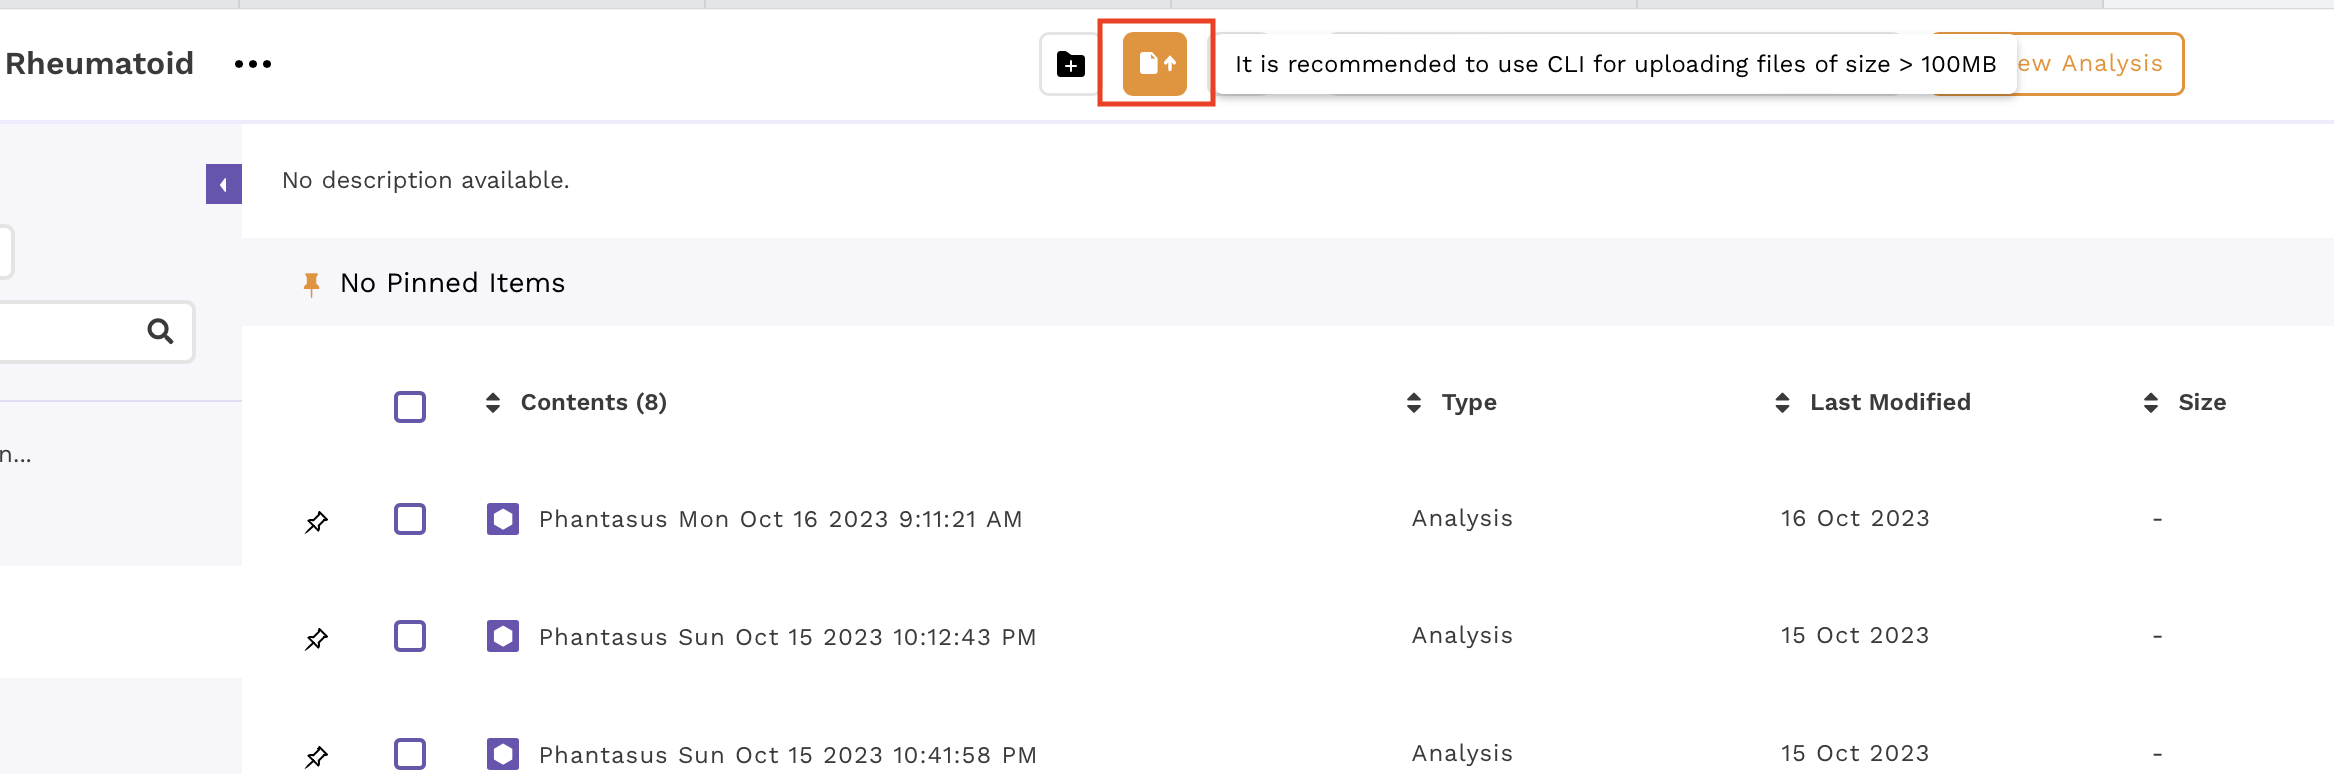 Rheumatoid
It is recommended to use CLI for uploading files of size > 100MB
ew Analysis
No description available.
No Pinned Items
Contents (8) Type Last Modified Size
n...
Phantasus Mon Oct 16 2023 9:11:21 AM Analysis 16 Oct 2023 -
Phantasus Sun Oct 15 2023 10:12:43 PM Analysis 15 Oct 2023 -
Phantasus Sun Oct 15 2023 10:41:58 PM Analysis 15 Oct 2023 -